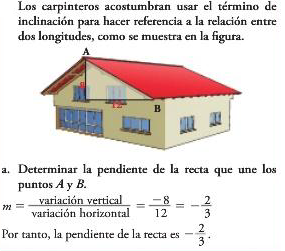 Los carpinteros acostumbran usar el término de
inclinación para hacer referencia a la relación entre
dos longitudes, como se muestra en la figura.
A
8
12
B
a. Determinar la pendiente de la recta que une los
puntos A y B.
m = variación vertical / variación horizontal = -8 / 12 = - 2 / 3
Por tanto, la pendiente de la recta es - 2 / 3 .